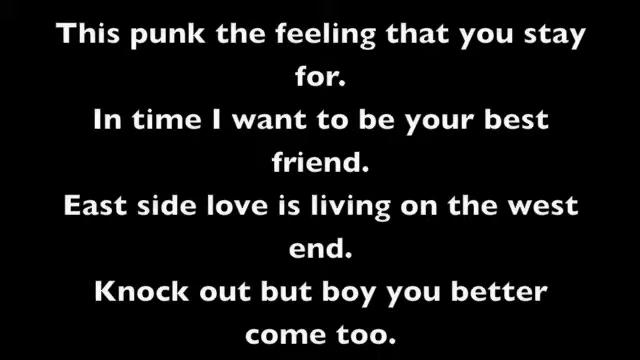 This punk the feeling that you stay
for.
In time I want to be your best
friend.
East side love is living on the west
end.
Knock out but boy you better
come too.